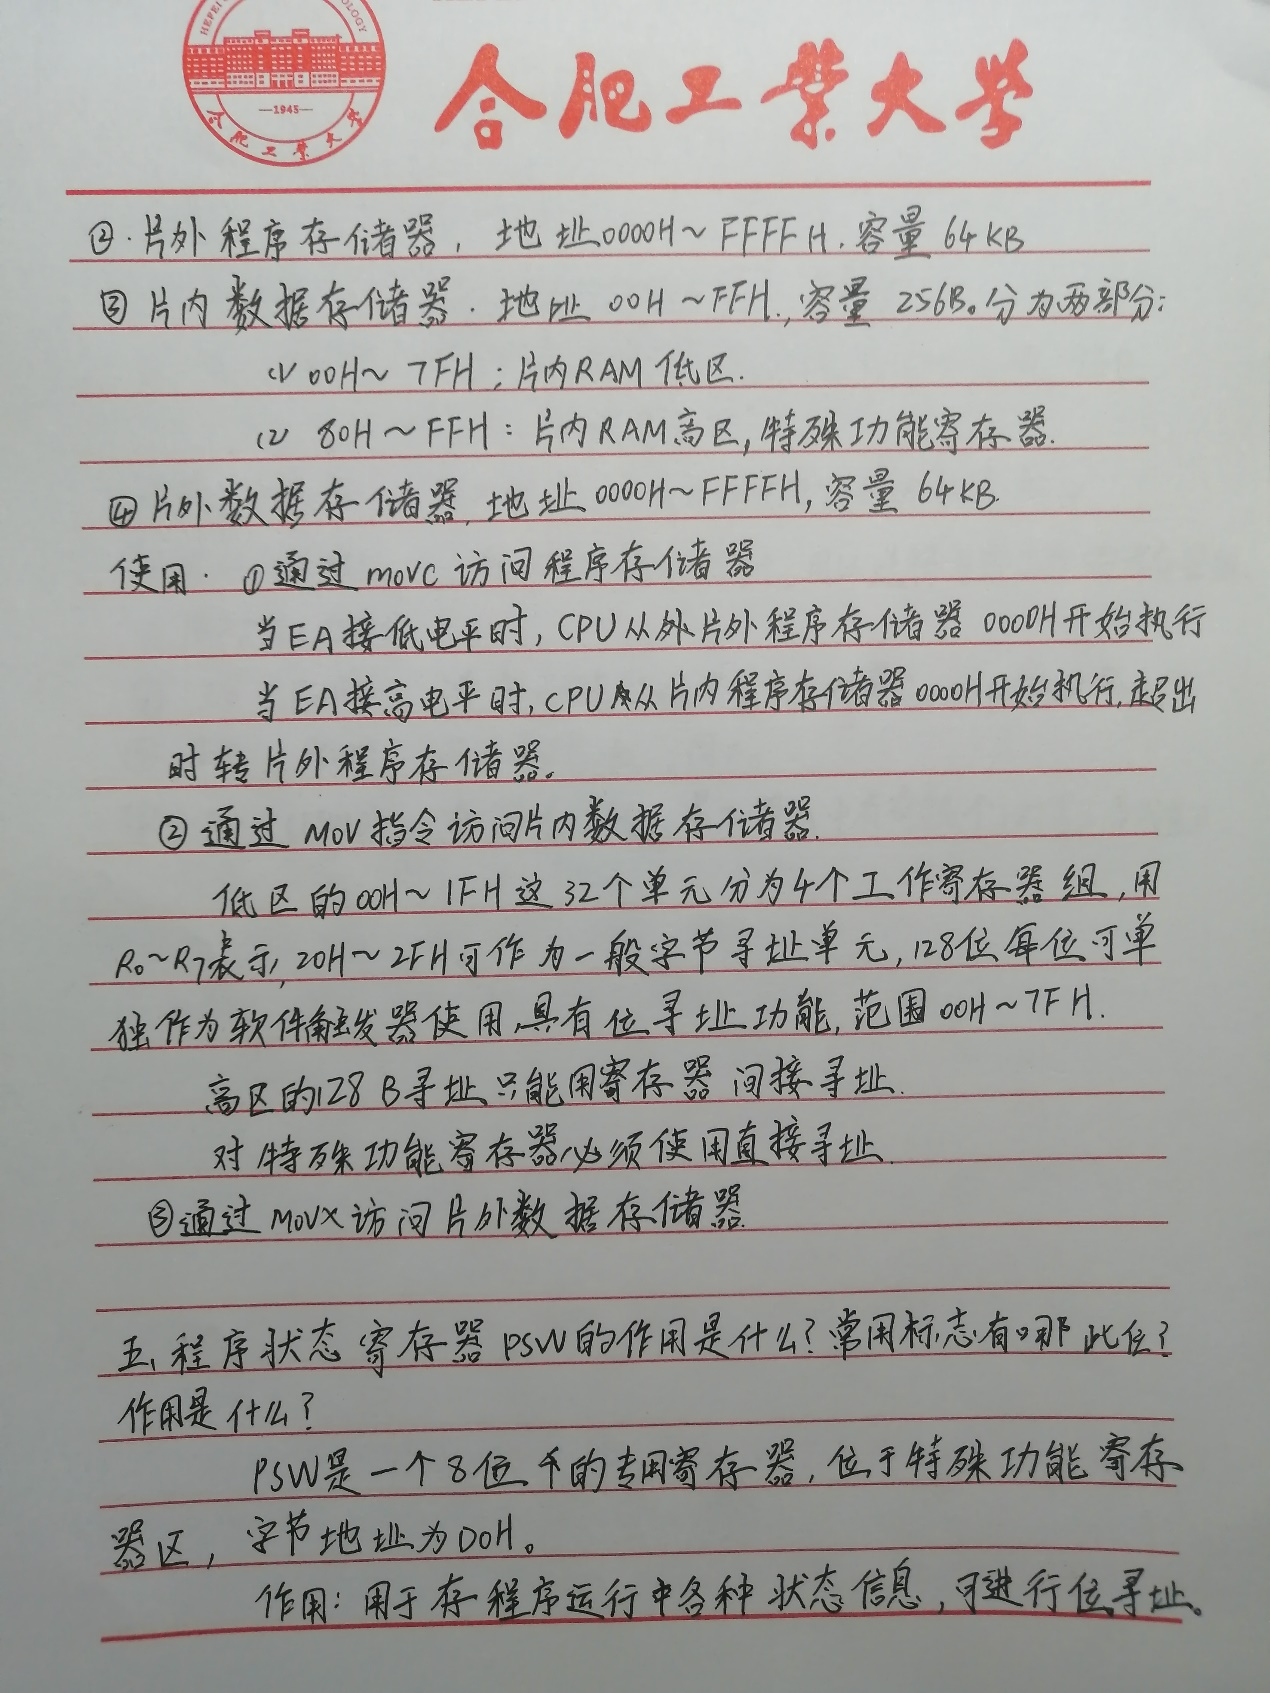 1945
合肥工業大学
合肥工業大学
②.片外程序存储器,地址0000H~FFFFH.容量64KB
③片内数据存储器.地址00H~FFH.,容量256B。分为两部分:
(1) 00H~7FH:片内RAM低区.
(2) 80H~FFH:片内RAM高区,特殊功能寄存器.
④片外数据存储器,地址0000H~FFFFH,容量64KB.
使用.①通过movc访问程序存储器
当EA接低电平时,CPU从外片外程序存储器0000H开始执行
当EA接高电平时,CPU从片内程序存储器0000H开始执行,超出
时转片外程序存储器。
②通过MOV指令访问片内数据存储器.
低区的00H~1FH这32个单元分为4个工作寄存器组,用
R0~R7表示,20H~2FH可作为一般字节寻址单元,128位每位可单
独作为软件触发器使用,具有位寻址功能,范围00H~7FH.
高区的128B寻址只能用寄存器间接寻址.
对特殊功能寄存器必须使用直接寻址.
③通过MOVX访问片外数据存储器.
五、程序状态寄存器PSW的作用是什么?常用标志有哪些位?
作用是什么?
PSW是一个8位的专用寄存器,位于特殊功能寄存
器区,字节地址为D0H。
作用:用于存程序运行中各种状态信息,可进行位寻址。